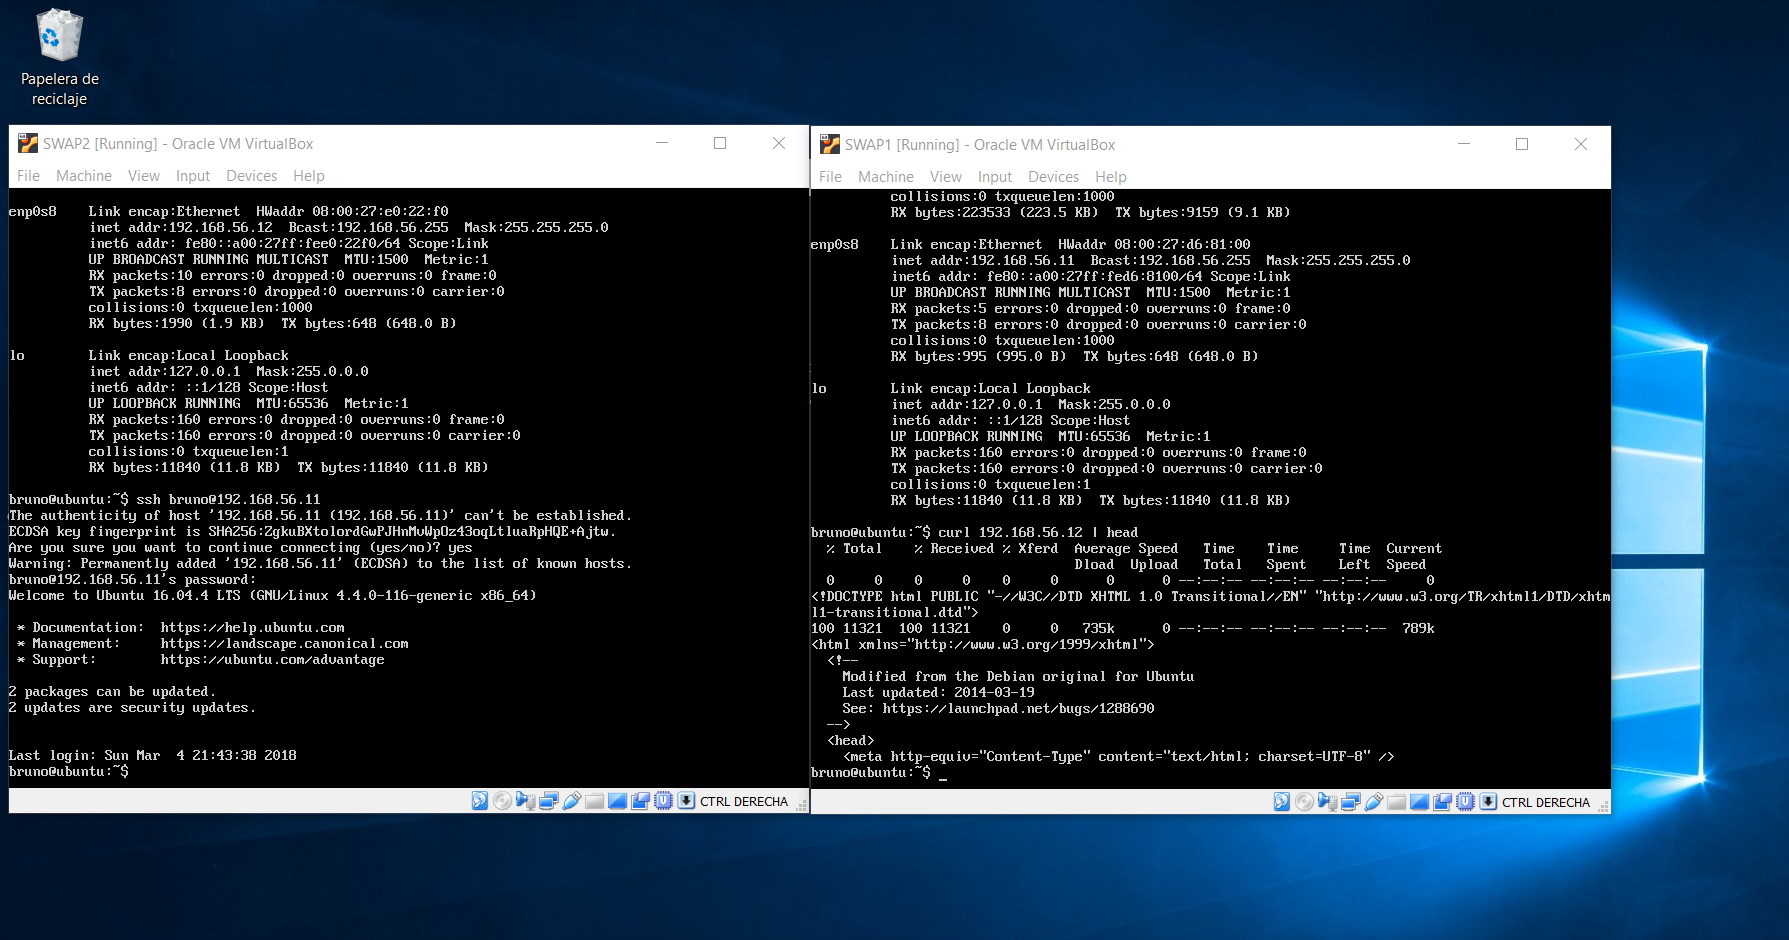 Papelera de
reciclaje
SWAP2 [Running] - Oracle VM VirtualBox
File Machine View Input Devices Help
enp0s8    Link encap:Ethernet  HWaddr 08:00:27:e0:22:f0
          inet addr:192.168.56.12  Bcast:192.168.56.255  Mask:255.255.255.0
          inet6 addr: fe80::a00:27ff:fee0:22f0/64 Scope:Link
          UP BROADCAST RUNNING MULTICAST  MTU:1500  Metric:1
          RX packets:10 errors:0 dropped:0 overruns:0 frame:0
          TX packets:8 errors:0 dropped:0 overruns:0 carrier:0
          collisions:0 txqueuelen:1000
          RX bytes:1990 (1.9 KB)  TX bytes:648 (648.0 B)
lo        Link encap:Local Loopback
          inet addr:127.0.0.1  Mask:255.0.0.0
          inet6 addr: ::1/128 Scope:Host
          UP LOOPBACK RUNNING  MTU:65536  Metric:1
          RX packets:160 errors:0 dropped:0 overruns:0 frame:0
          TX packets:160 errors:0 dropped:0 overruns:0 carrier:0
          collisions:0 txqueuelen:1
          RX bytes:11840 (11.8 KB)  TX bytes:11840 (11.8 KB)
bruno@ubuntu:~$ ssh bruno@192.168.56.11
The authenticity of host '192.168.56.11 (192.168.56.11)' can't be established.
ECDSA key fingerprint is SHA256:ZgkuBXtolordGwPJHnMvWpOz43oqLtluaRpHQE+Ajtw.
Are you sure you want to continue connecting (yes/no)? yes
Warning: Permanently added '192.168.56.11' (ECDSA) to the list of known hosts.
bruno@192.168.56.11's password:
Welcome to Ubuntu 16.04.4 LTS (GNU/Linux 4.4.0-116-generic x86_64)
 * Documentation:  https://help.ubuntu.com
 * Management:     https://landscape.canonical.com
 * Support:        https://ubuntu.com/advantage
2 packages can be updated.
2 updates are security updates.
Last login: Sun Mar  4 21:43:38 2018
bruno@ubuntu:~$
CTRL DERECHA
SWAP1 [Running] - Oracle VM VirtualBox
File Machine View Input Devices Help
          collisions:0 txqueuelen:1000
          RX bytes:223533 (223.5 KB)  TX bytes:9159 (9.1 KB)
enp0s8    Link encap:Ethernet  HWaddr 08:00:27:d6:81:00
          inet addr:192.168.56.11  Bcast:192.168.56.255  Mask:255.255.255.0
          inet6 addr: fe80::a00:27ff:fed6:8100/64 Scope:Link
          UP BROADCAST RUNNING MULTICAST  MTU:1500  Metric:1
          RX packets:5 errors:0 dropped:0 overruns:0 frame:0
          TX packets:8 errors:0 dropped:0 overruns:0 carrier:0
          collisions:0 txqueuelen:1000
          RX bytes:995 (995.0 B)  TX bytes:648 (648.0 B)
lo        Link encap:Local Loopback
          inet addr:127.0.0.1  Mask:255.0.0.0
          inet6 addr: ::1/128 Scope:Host
          UP LOOPBACK RUNNING  MTU:65536  Metric:1
          RX packets:160 errors:0 dropped:0 overruns:0 frame:0
          TX packets:160 errors:0 dropped:0 overruns:0 carrier:0
          collisions:0 txqueuelen:1
          RX bytes:11840 (11.8 KB)  TX bytes:11840 (11.8 KB)
bruno@ubuntu:~$ curl 192.168.56.12 | head
  % Total    % Received % Xferd  Average Speed   Time    Time     Time  Current
                                 Dload  Upload   Total   Spent    Left  Speed
  0     0    0     0    0     0      0      0 --:--:-- --:--:-- --:--:--     0
<!DOCTYPE html PUBLIC "-//W3C//DTD XHTML 1.0 Transitional//EN" "http://www.w3.org/TR/xhtml1/DTD/xhtm
l1-transitional.dtd">
100 11321  100 11321    0     0   735k      0 --:--:-- --:--:-- --:--:--  789k
<html xmlns="http://www.w3.org/1999/xhtml">
  <!--
    Modified from the Debian original for Ubuntu
    Last updated: 2014-03-19
    See: https://launchpad.net/bugs/1288690
  -->
  <head>
    <meta http-equiv="Content-Type" content="text/html; charset=UTF-8" />
bruno@ubuntu:~$ _
CTRL DERECHA